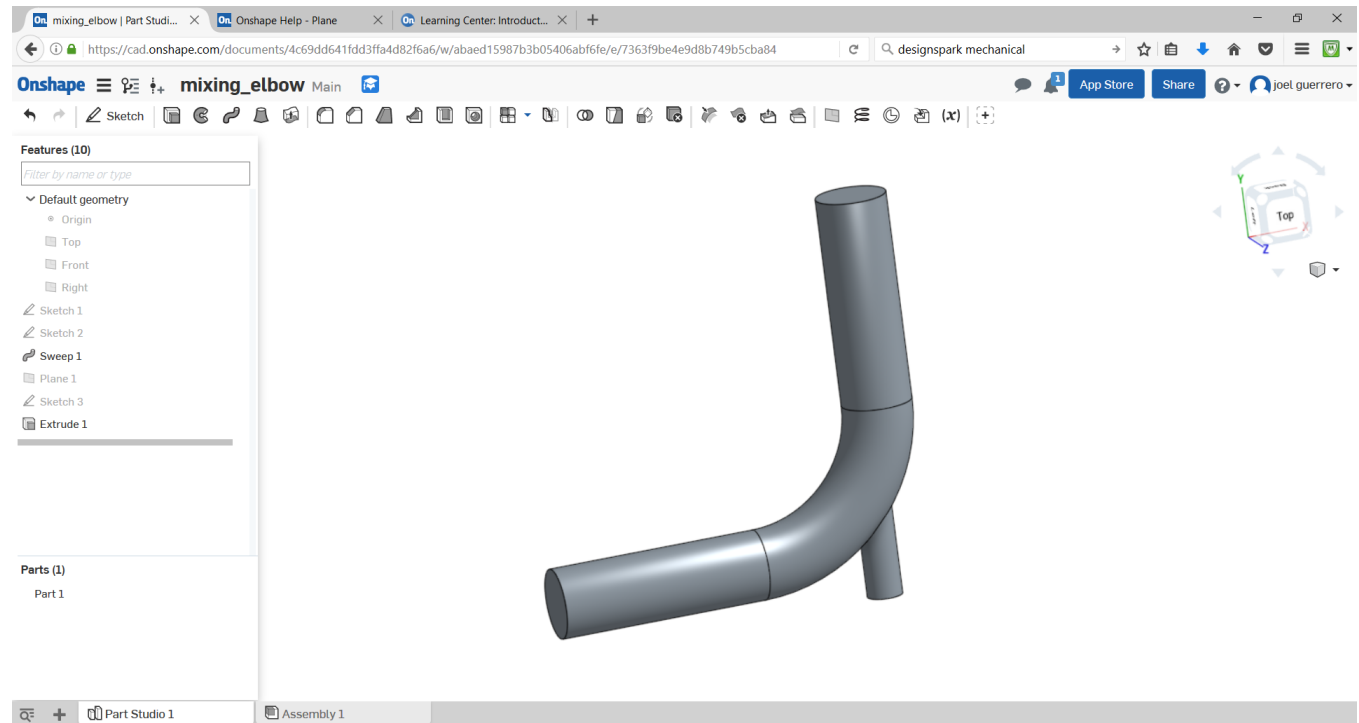 mixing_elbow | Part Studi...
Onshape Help - Plane
Learning Center: Introduct...
https://cad.onshape.com/documents/4c69dd641fdd3ffa4d82f6a6/w/abaed15987b3b05406abf6fe/e/7363f9be4e9d8b749b5cba84
designspark mechanical
Onshape
mixing_elbow Main
1
App Store
Share
joel guerrero
Sketch
(x)
Features (10)
Filter by name or type
Default geometry
Origin
Top
Front
Right
Sketch 1
Sketch 2
Sweep 1
Plane 1
Sketch 3
Extrude 1
Y
Top
X
Z
Parts (1)
Part 1
Part Studio 1
Assembly 1